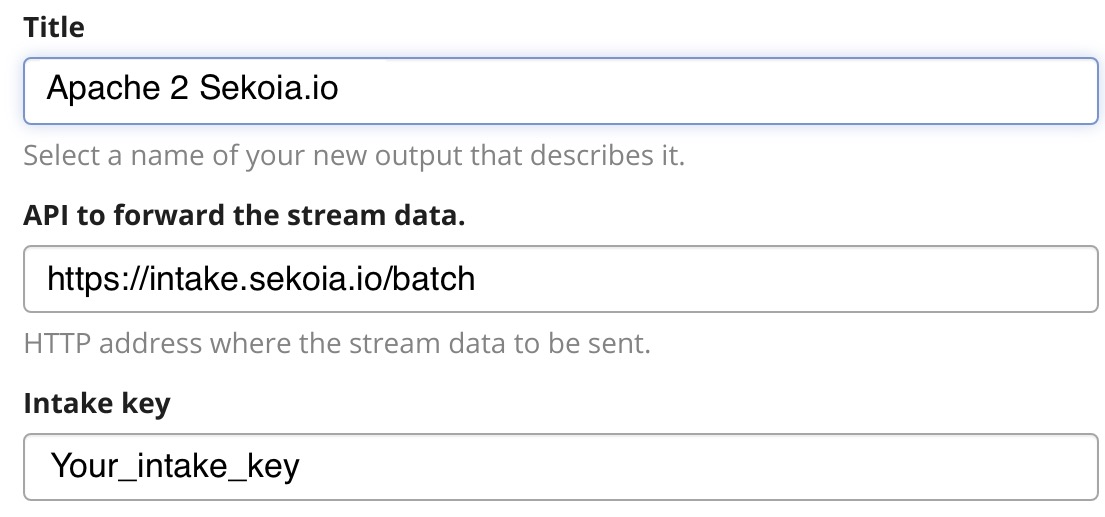 Title
Apache 2 Sekoia.io
Select a name of your new output that describes it.
API to forward the stream data.
https://intake.sekoia.io/batch
HTTP address where the stream data to be sent.
Intake key
Your_intake_key